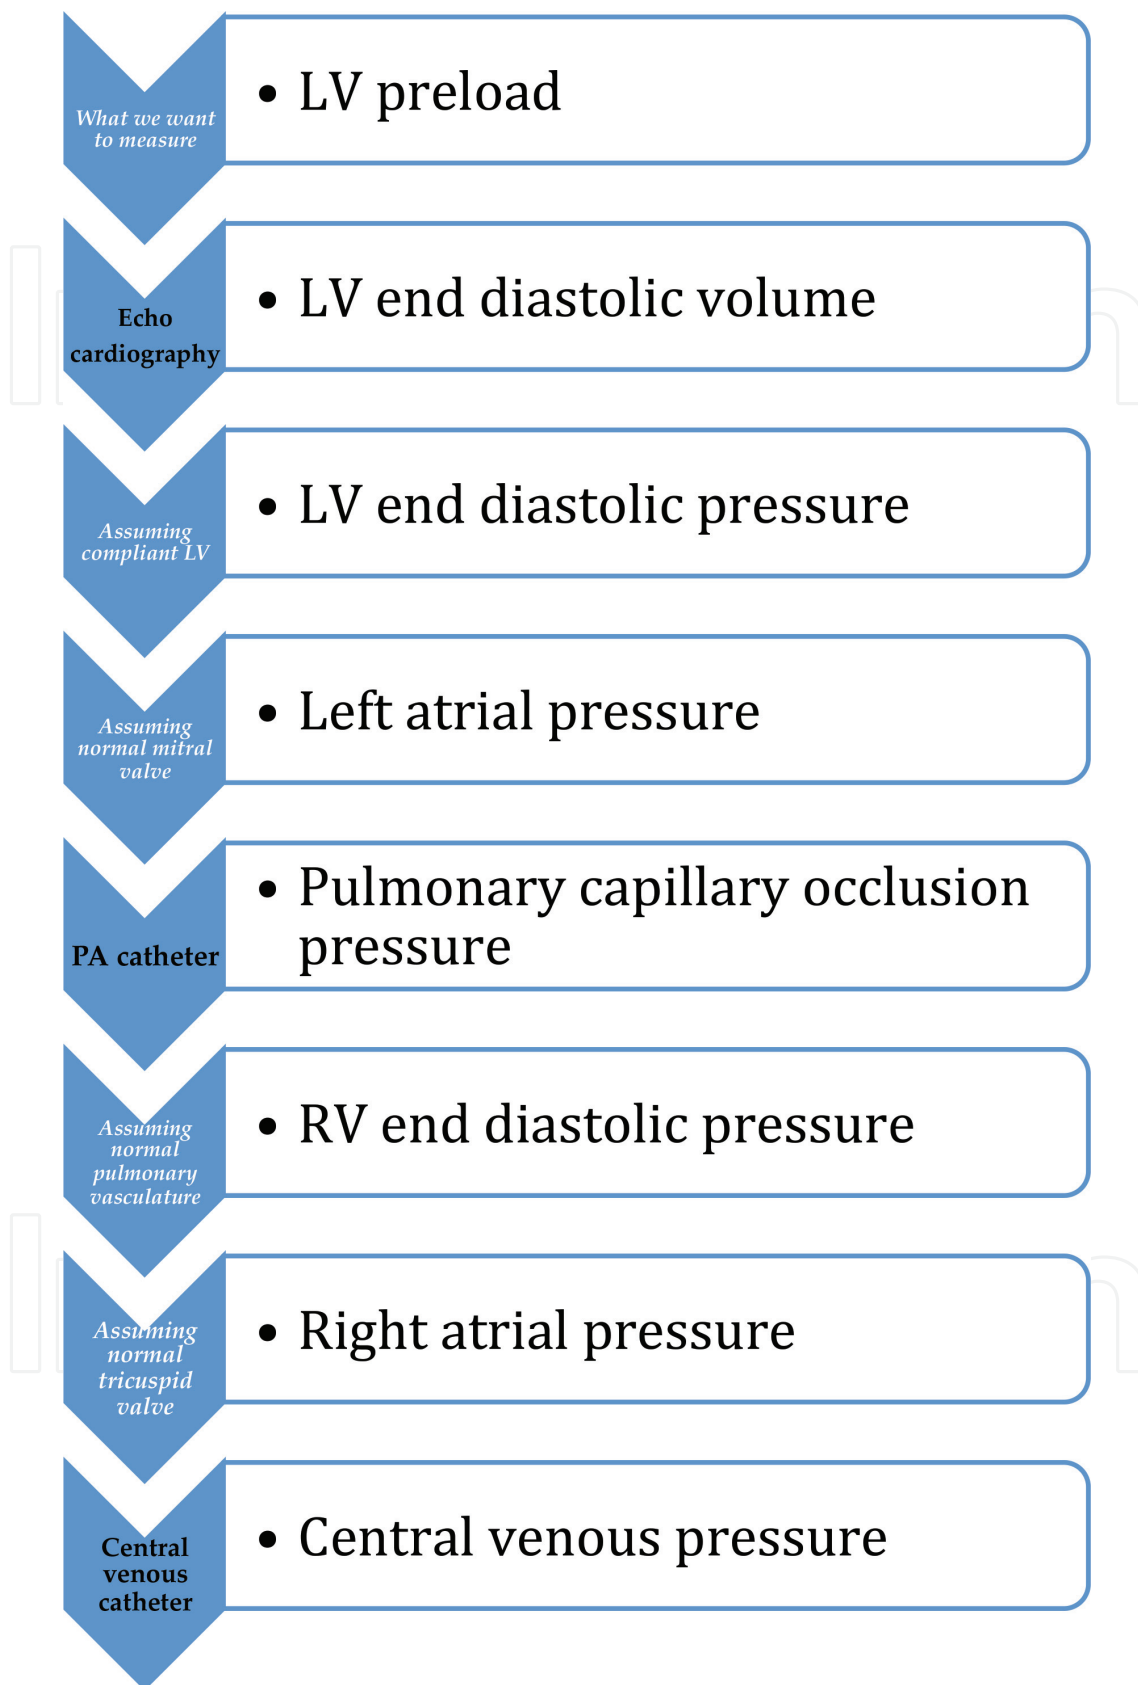 What we want
to measure
• LV preload
Echo
cardiography
• LV end diastolic volume
Assuming
compliant LV
• LV end diastolic pressure
Assuming
normal mitral
valve
• Left atrial pressure
PA catheter
• Pulmonary capillary occlusion
pressure
Assuming
normal
pulmonary
vasculature
• RV end diastolic pressure
Assuming
normal
tricuspid
valve
• Right atrial pressure
Central
venous
catheter
• Central venous pressure